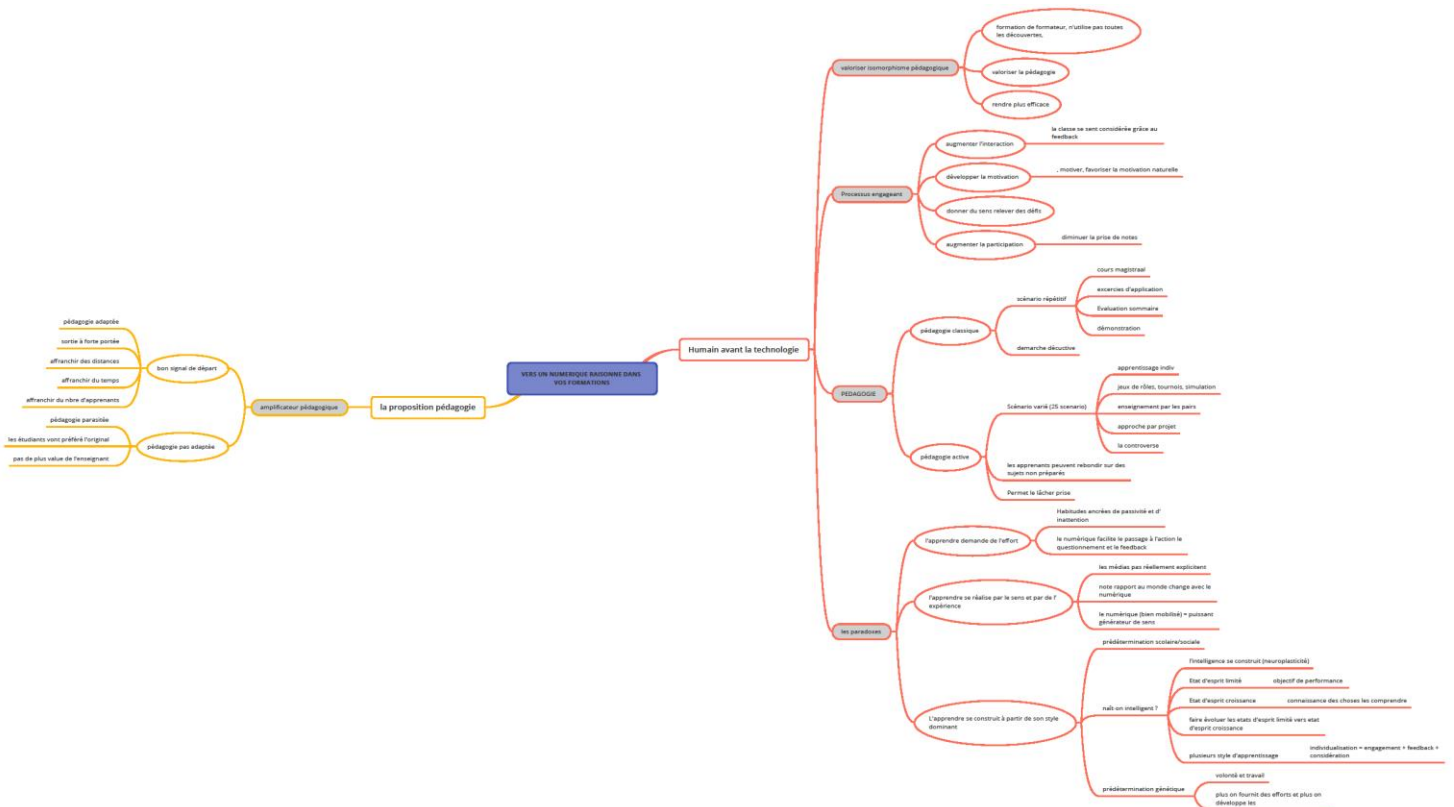 VERS UN NUMERIQUE RAISONNE DANS
VOS FORMATIONS
Humain avant la technologie
valoriser isomorphisme pédagogique
formation de formateur, n'utilise pas toutes
les découvertes,
valoriser la pédagogie
rendre plus efficace
Provessus engageant
augmenter l'interaction
la classe se sent considérée grâce au
feedback
développer la motivation
, motiver, favoriser la motivation naturelle
donner du sens relever des défis
augmenter la participation
diminuer la prise de notes
PEDAGOGIE
pédagogie classique
scénario répétitif
cours magistraal
excercies d'application
Evaluation sommaire
démonstration
demarche décuctive
pédagogie active
Scénario varié (25 scenario)
apprentissage indiv
jeux de rôles, tournois, simulation
enseignement par les pairs
approche par projet
la controverse
les apprenants peuvent rebondir sur des
sujets non préparés
Permet le lâcher prise
les paradoxes
l'apprendre demande de l'effort
Habitudes ancrées de passivité et d'
inattention
le numérique facilite le passage à l'action le
questionnement et le feedback
l'apprendre se réalise par le sens et par de l'
expérience
les médias pas réellement explicitent
note rapport au monde change avec le
numérique
le numérique (bien mobilisé) = puissant
générateur de sens
L'apprendre se construit à partir de son style
dominant
prédétermination scolaire/sociale
naît-on intelligent ?
l'intelligence se construit (neuroplasticité)
Etat d'esprit limité
objectif de performance
Etat d'esprit croissance
connaissance des choses les comprendre
faire évoluer les etats d'esprit limité vers etat
d'esprit croissance
plusieurs style d'apprentissage
individualisation = engagement + feedback +
considération
prédétermination génétique
volonté et travail
plus on fournit des efforts et plus on
développe les
la proposition pédagogie
amplificateur pédagogique
bon signal de départ
pédagogie adaptée
sortie à forte portée
affranchir des distances
affranchir du temps
affranchir du nbre d'apprenants
pédagogie pas adaptée
pédagogie parasitée
les étudiants vont préféré l'original
pas de plus value de l'enseignant